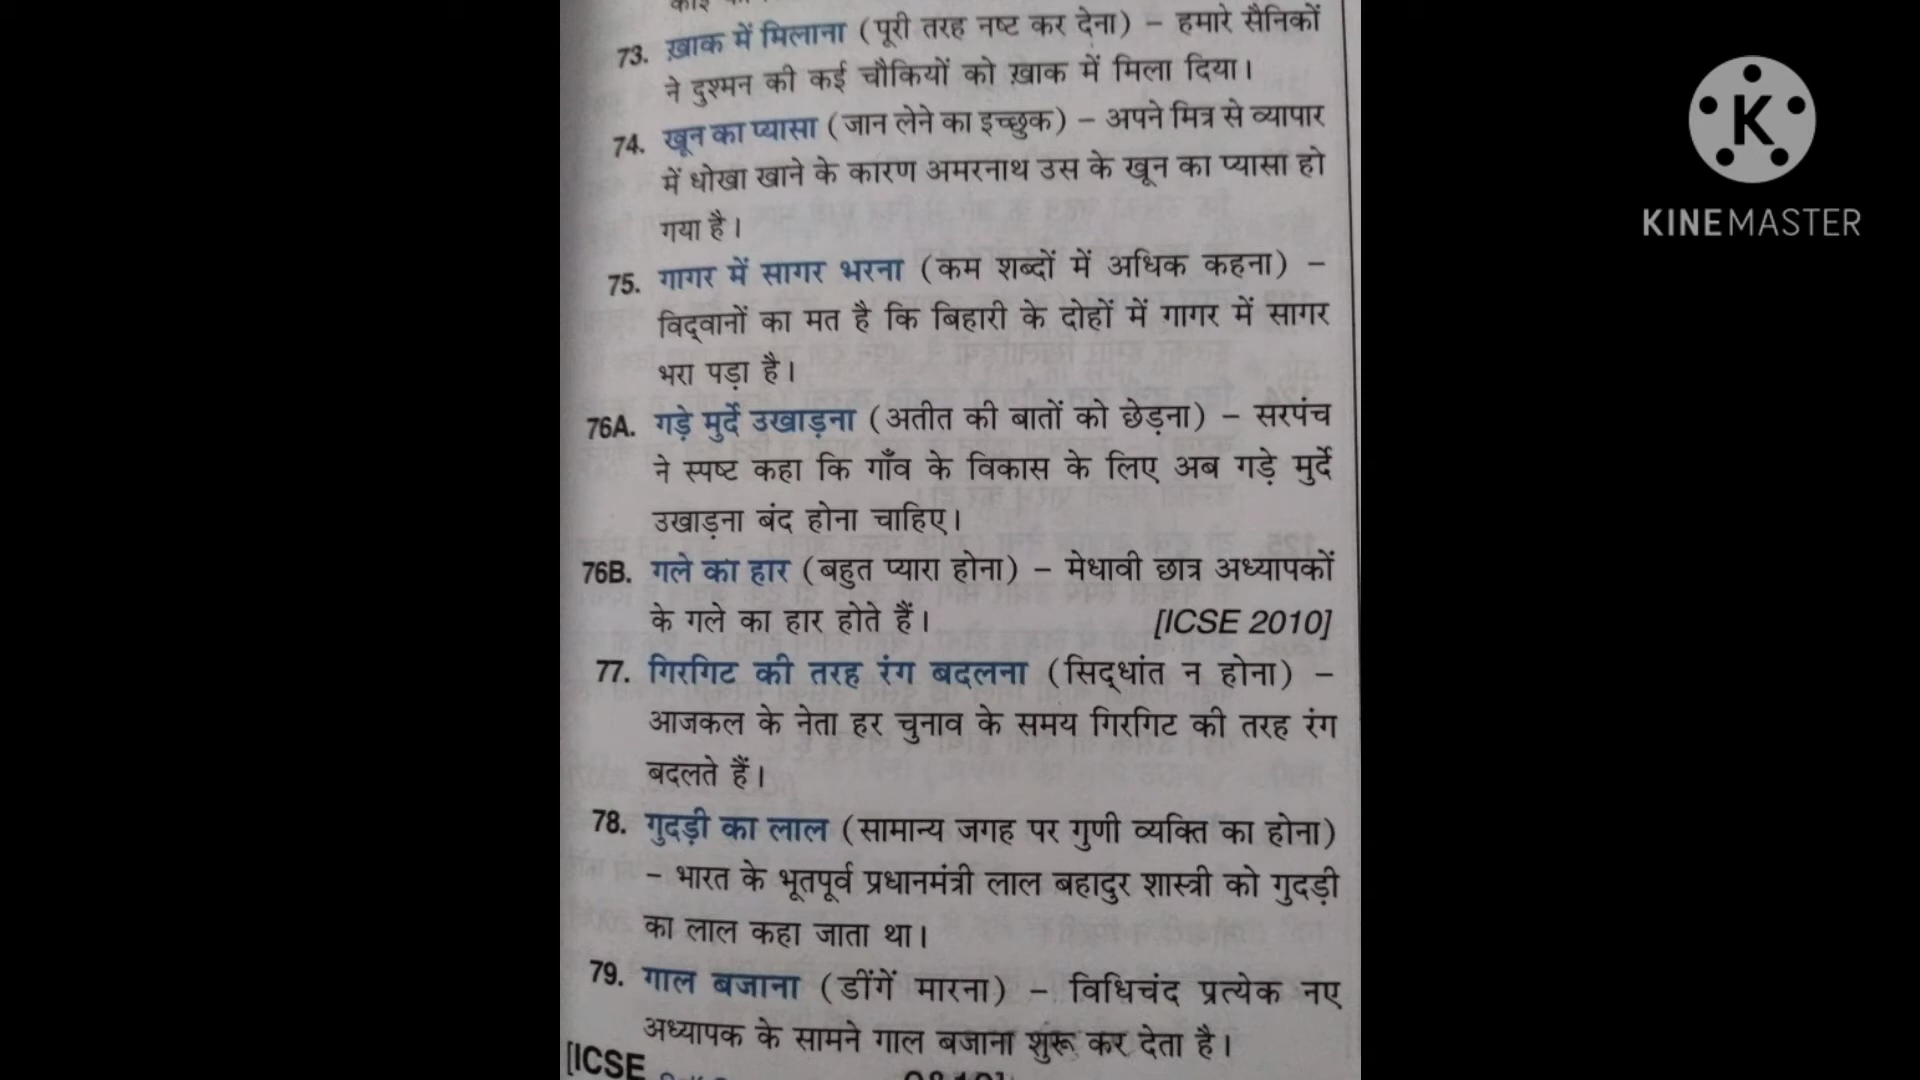 73. ख़ाक में मिलाना (पूरी तरह नष्ट कर देना) – हमारे सैनिकों
ने दुश्मन की कई चौकियों को ख़ाक में मिला दिया।
74. खून का प्यासा (जान लेने का इच्छुक) – अपने मित्र से व्यापार
में धोखा खाने के कारण अमरनाथ उस के खून का प्यासा हो
गया है।
75. गागर में सागर भरना (कम शब्दों में अधिक कहना) –
विद्‌वानों का मत है कि बिहारी के दोहों में गागर में सागर
भरा पड़ा है।
76A. गड़े मुर्दे उखाड़ना (अतीत की बातों को छेड़ना) – सरपंच
ने स्पष्ट कहा कि गाँव के विकास के लिए अब गड़े मुर्दे
उखाड़ना बंद होना चाहिए।
76B. गले का हार (बहुत प्यारा होना) – मेधावी छात्र अध्यापकों
के गले का हार होते हैं। [ICSE 2010]
77. गिरगिट की तरह रंग बदलना (सिद्‌धांत न होना) –
आजकल के नेता हर चुनाव के समय गिरगिट की तरह रंग
बदलते हैं।
78. गुदड़ी का लाल (सामान्य जगह पर गुणी व्यक्ति का होना)
– भारत के भूतपूर्व प्रधानमंत्री लाल बहादुर शास्त्री को गुदड़ी
का लाल कहा जाता था।
79. गाल बजाना (डींगें मारना) – विधिचंद प्रत्येक नए
अध्यापक के सामने गाल बजाना शुरू कर देता है।
[ICSE
K
KINEMASTER